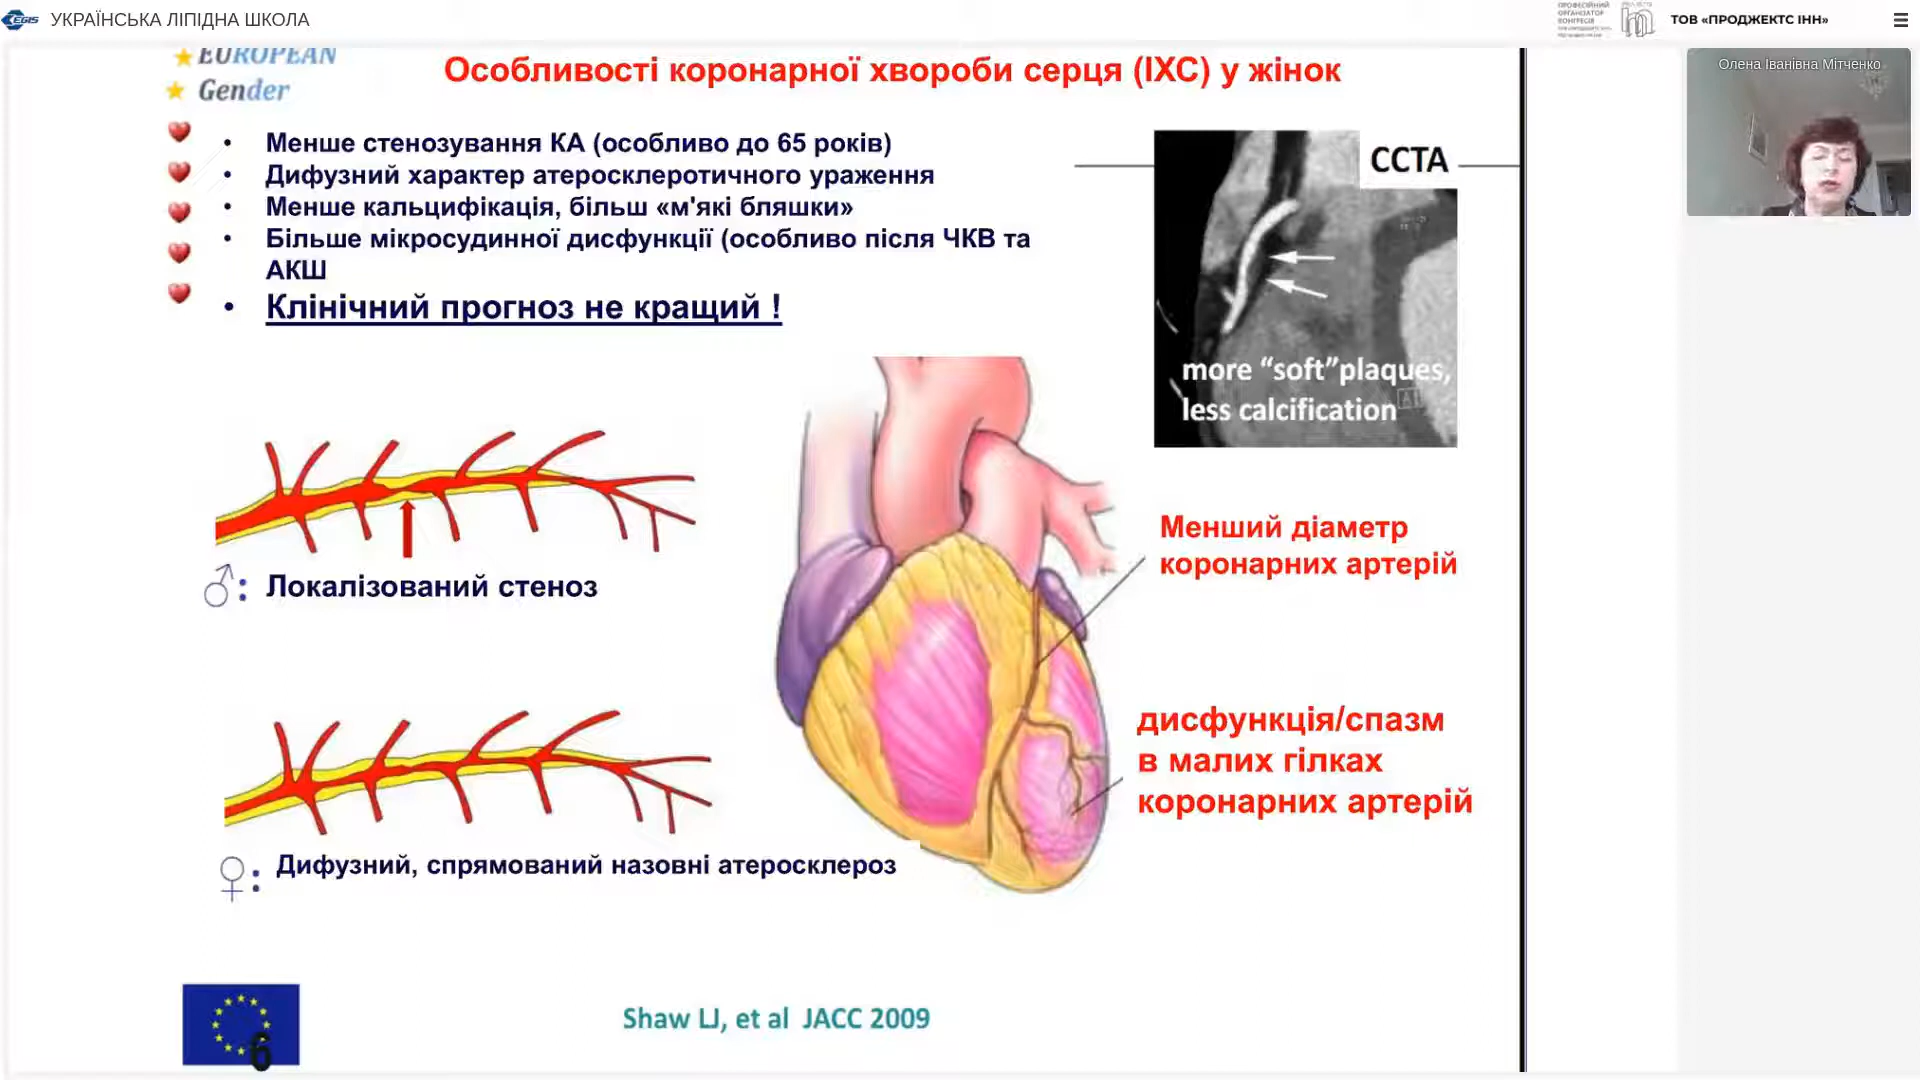 EGIS УКРАЇНСЬКА ЛІПІДНА ШКОЛА
ТОВ «ПРОДЖЕКТС ІНН»
Олена Іванівна Мітченко
EUROPEAN
Gender
Особливості коронарної хвороби серця (ІХС) у жінок
• Менше стенозування КА (особливо до 65 років)
• Дифузний характер атеросклеротичного ураження
• Менше кальцифікація, більш «м'які бляшки»
• Більше мікросудинної дисфункції (особливо після ЧКВ та
АКШ
• Клінічний прогноз не кращий !
CCTA
more “soft”plaques,
less calcification
Менший діаметр
коронарних артерій
♂: Локалізований стеноз
дисфункція/спазм
в малих гілках
коронарних артерій
♀: Дифузний, спрямований назовні атеросклероз
Shaw LJ, et al JACC 2009
6